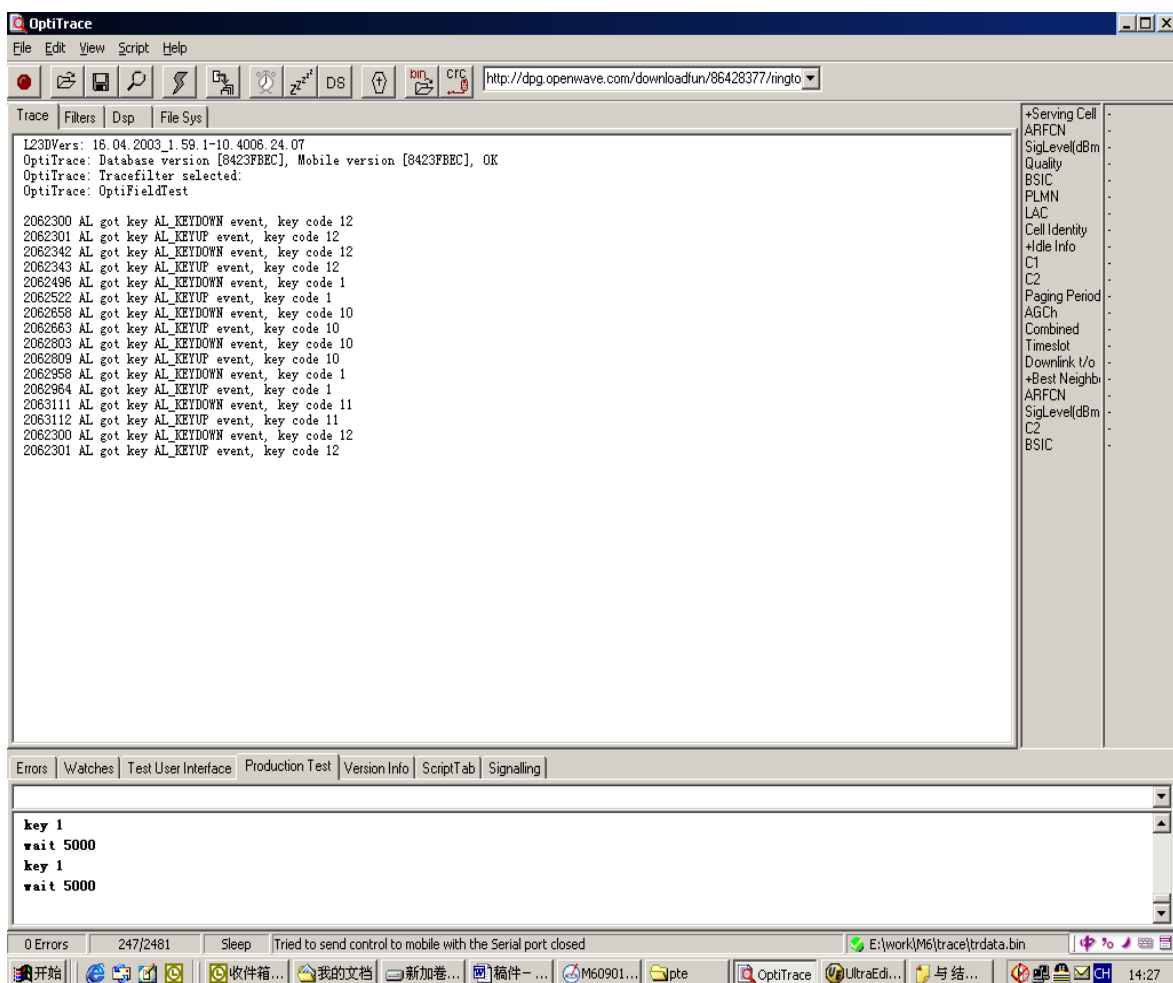 OptiTrace
File Edit View Script Help
DS bin crc http://dpg.openwave.com/downloadfun/86428377/ringto
Trace Filters Dsp File Sys
L23DVers: 16.04.2003_1.59.1-10.4006.24.07
OptiTrace: Database version [8423FBEC], Mobile version [8423FBEC], OK
OptiTrace: Tracefilter selected:
OptiTrace: OptiFieldTest
2062300 AL got key AL_KEYDOWN event, key code 12
2062301 AL got key AL_KEYUP event, key code 12
2062342 AL got key AL_KEYDOWN event, key code 12
2062343 AL got key AL_KEYUP event, key code 12
2062496 AL got key AL_KEYDOWN event, key code 1
2062522 AL got key AL_KEYUP event, key code 1
2062658 AL got key AL_KEYDOWN event, key code 10
2062663 AL got key AL_KEYUP event, key code 10
2062803 AL got key AL_KEYDOWN event, key code 10
2062809 AL got key AL_KEYUP event, key code 10
2062958 AL got key AL_KEYDOWN event, key code 1
2062964 AL got key AL_KEYUP event, key code 1
2063111 AL got key AL_KEYDOWN event, key code 11
2063112 AL got key AL_KEYUP event, key code 11
2062300 AL got key AL_KEYDOWN event, key code 12
2062301 AL got key AL_KEYUP event, key code 12
+Serving Cell -
ARFCN -
SigLevel(dBm -
Quality -
BSIC -
PLMN -
LAC -
Cell Identity -
+Idle Info -
C1 -
C2 -
Paging Period -
AGCh -
Combined -
Timeslot -
Downlink t/o -
+Best Neighb -
ARFCN -
SigLevel(dBm -
C2 -
BSIC -
Errors Watches Test User Interface Production Test Version Info ScriptTab Signalling
key 1
wait 5000
key 1
wait 5000
0 Errors 247/2481 Sleep Tried to send control to mobile with the Serial port closed E:\work\M6\trace\trdata.bin 中
开始 收件箱... 我的文档 新加卷... 稿件－... M60901... pte OptiTrace UltraEdi... 与结... CH 14:27